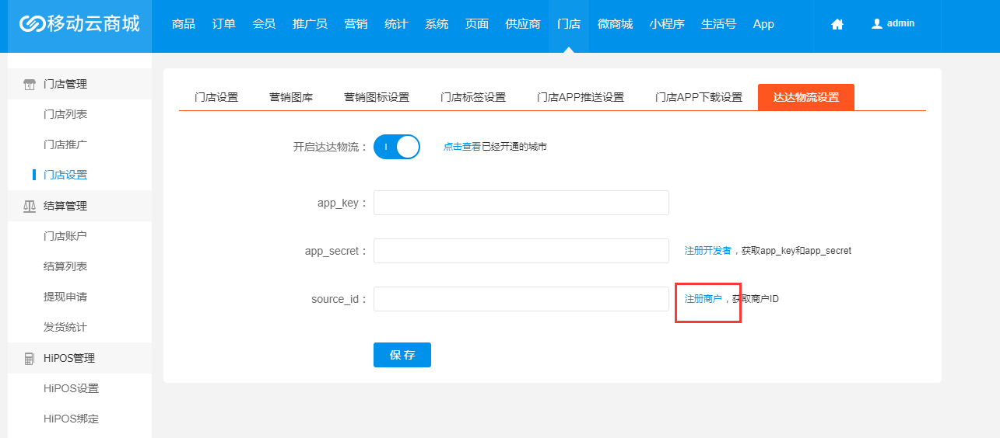 移动云商城
商品 订单 会员 推广员 营销 统计 系统 页面 供应商 门店 微商城 小程序 生活号 App admin
门店管理
门店列表
门店推广
门店设置
结算管理
门店账户
结算列表
提现申请
发货统计
HiPOS管理
HiPOS设置
HiPOS绑定
门店设置 营销图库 营销图标设置 门店标签设置 门店APP推送设置 门店APP下载设置 达达物流设置
开启达达物流： 点击查看已经开通的城市
app_key：
app_secret： 注册开发者，获取app_key和app_secret
source_id： 注册商户，获取商户ID
保 存